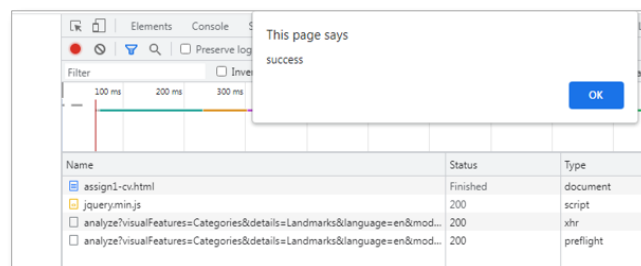 Elements Console
This page says
success
OK
Preserve log
Filter
100 ms 200 ms 300 ms
Name Status Type
assign1-cv.html Finished document
jquery.min.js 200 script
analyze?visualFeatures=Categories&details=Landmarks&language=en&mod... 200 xhr
analyze?visualFeatures=Categories&details=Landmarks&language=en&mod... 200 preflight